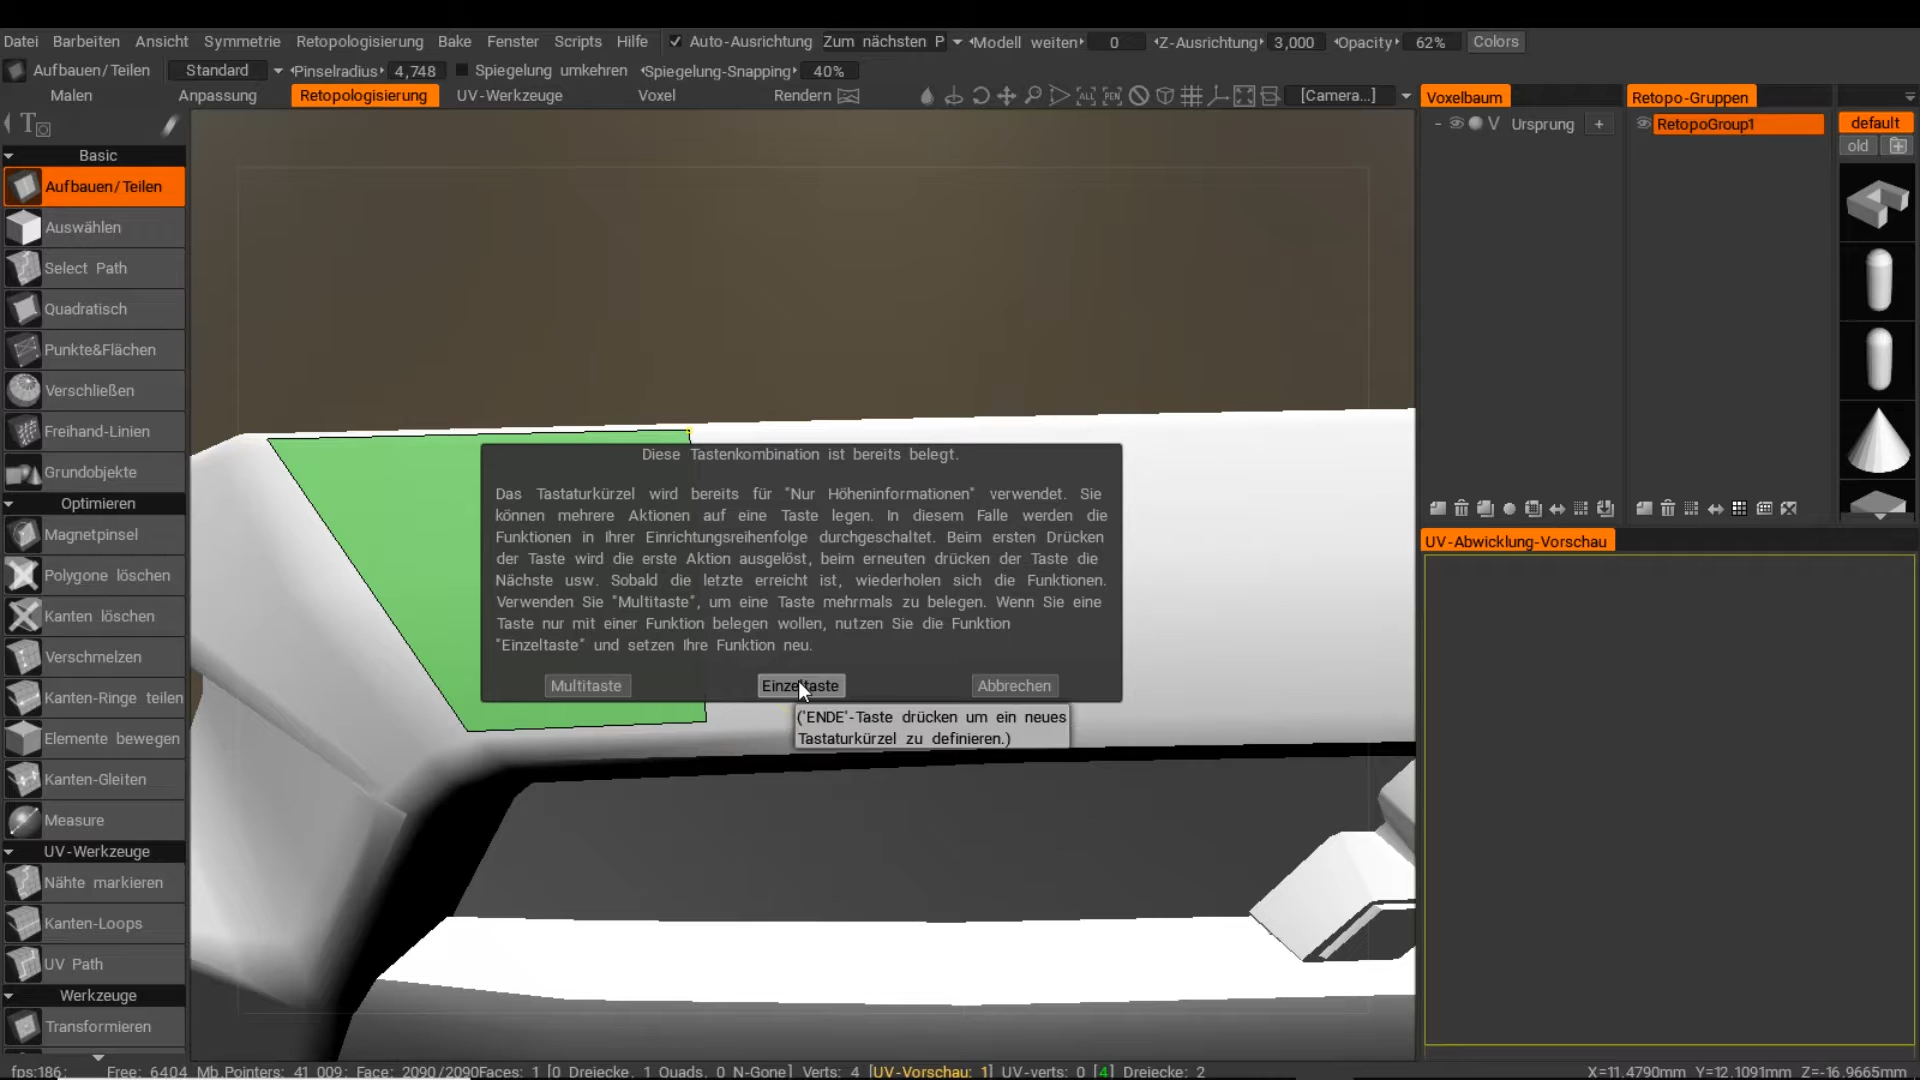 Datei Bearbeiten Ansicht Symmetrie Retopologisierung Bake Fenster Scripts Hilfe Auto-Ausrichtung Zum nächsten P Modell weiten 0 Z-Ausrichtung 3,000 Opacity 62% Colors
Aufbauen/Teilen Standard Pinselradius 4,748 Spiegelung umkehren Spiegelung-Snapping 40%
Malen Anpassung Retopologisierung UV-Werkzeuge Voxel Rendern ALL PEN [Camera...] Voxelbaum Retopo-Gruppen
V Ursprung + RetopoGroup1 default
old
Basic
Aufbauen/Teilen
Auswählen
Select Path
Quadratisch
Punkte&Flächen
Verschließen
Freihand-Linien
Grundobjekte
Optimieren
Magnetpinsel
Polygone löschen
Kanten löschen
Verschmelzen
Kanten-Ringe teilen
Elemente bewegen
Kanten-Gleiten
Measure
UV-Werkzeuge
Nähte markieren
Kanten-Loops
UV Path
Werkzeuge
Transformieren
Diese Tastenkombination ist bereits belegt.
Das Tastaturkürzel wird bereits für "Nur Höheninformationen" verwendet. Sie
können mehrere Aktionen auf eine Taste legen. In diesem Falle werden die
Funktionen in Ihrer Einrichtungsreihenfolge durchgeschaltet. Beim ersten Drücken
der Taste wird die erste Aktion ausgelöst, beim erneuten drücken der Taste die
Nächste usw. Sobald die letzte erreicht ist, wiederholen sich die Funktionen.
Verwenden Sie "Multitaste", um eine Taste mehrmals zu belegen. Wenn Sie eine
Taste nur mit einer Funktion belegen wollen, nutzen Sie die Funktion
"Einzeltaste" und setzen Ihre Funktion neu.
Multitaste Einzeltaste Abbrechen
('ENDE'-Taste drücken um ein neues
Tastaturkürzel zu definieren.)
UV-Abwicklung-Vorschau
fps:186; Free: 6404 Mb,Pointers: 41 009; Face: 2090/2090Faces: 1 [0 Dreiecke, 1 Quads, 0 N-Gone] Verts: 4 [UV-Vorschau: 1] UV-verts: 0 [4] Dreiecke: 2 X=11.4790mm Y=12.1091mm Z=-16.9665mm